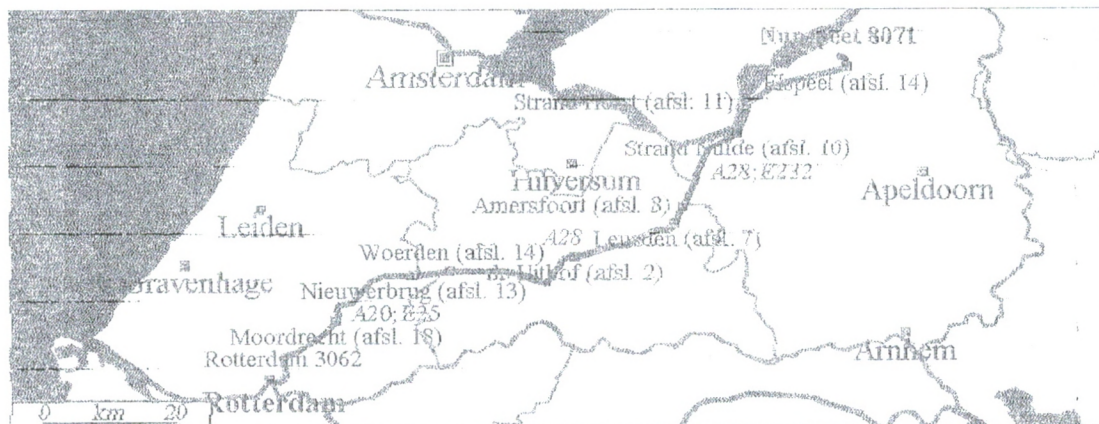 Nunspeet 8071
Amsterdam
Elspeet (afsl. 14)
Strand Horst (afsl. 11)
Strand Nulde (afsl. 10)
A28; E232
Hilversum
Apeldoorn
Amersfoort (afsl. 8)
Leiden
A28 Leusden (afsl. 7)
Woerden (afsl. 14)
Uithof (afsl. 2)
Gravenhage
Nieuwerbrug (afsl. 13)
A20; E25
Moordrecht (afsl. 18)
Arnhem
Rotterdam 3062
Rotterdam
0 km 20